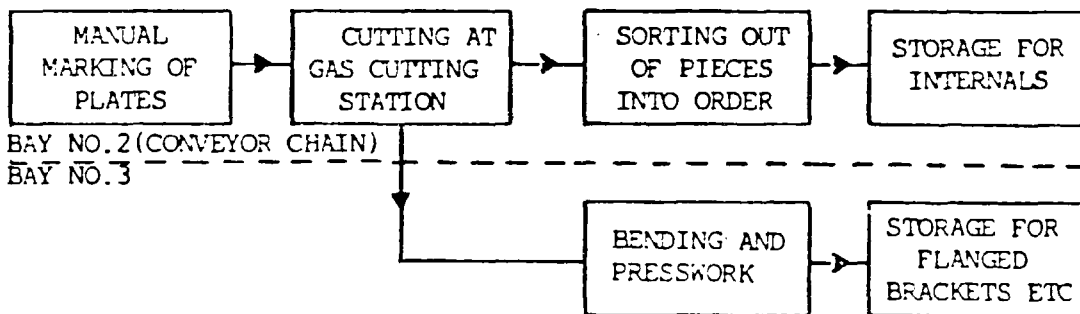 MANUAL
MARKING OF
PLATES
CUTTING AT
GAS CUTTING
STATION
SORTING OUT
OF PIECES
INTO ORDER
STORAGE FOR
INTERNALS
BAY NO.2(CONVEYOR CHAIN)
BAY NO.3
BENDING AND
PRESSWORK
STORAGE FOR
FLANGED
BRACKETS ETC